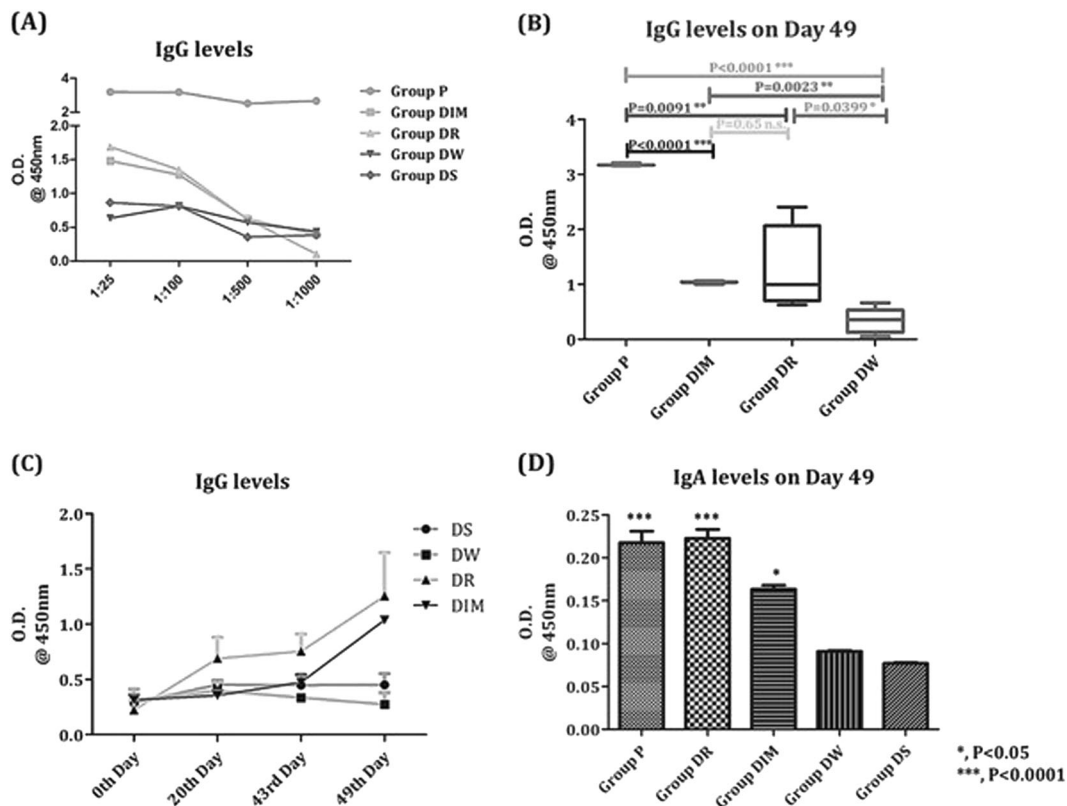 (A)
IgG levels
4
2
2.0
1.5
1.0
0.5
0.0
O.D.
@ 450nm
1:25
1:100
1:500
1:1000
Group P
Group DIM
Group DR
Group DW
Group DS
(B)
IgG levels on Day 49
P<0.0001 ***
P=0.0023 **
P=0.0091 **
P=0.0399 *
P=0.65 n.s.
P<0.0001 ***
4
3
2
1
0
O.D.
@ 450nm
Group P
Group DIM
Group DR
Group DW
(C)
IgG levels
2.0
1.5
1.0
0.5
0.0
O.D.
@ 450nm
0th Day
20th Day
43rd Day
49th Day
DS
DW
DR
DIM
(D)
IgA levels on Day 49
0.25
0.20
0.15
0.10
0.05
0.00
O.D.
@ 450nm
***
***
*
Group P
Group DR
Group DIM
Group DW
Group DS
*, P<0.05
***, P<0.0001